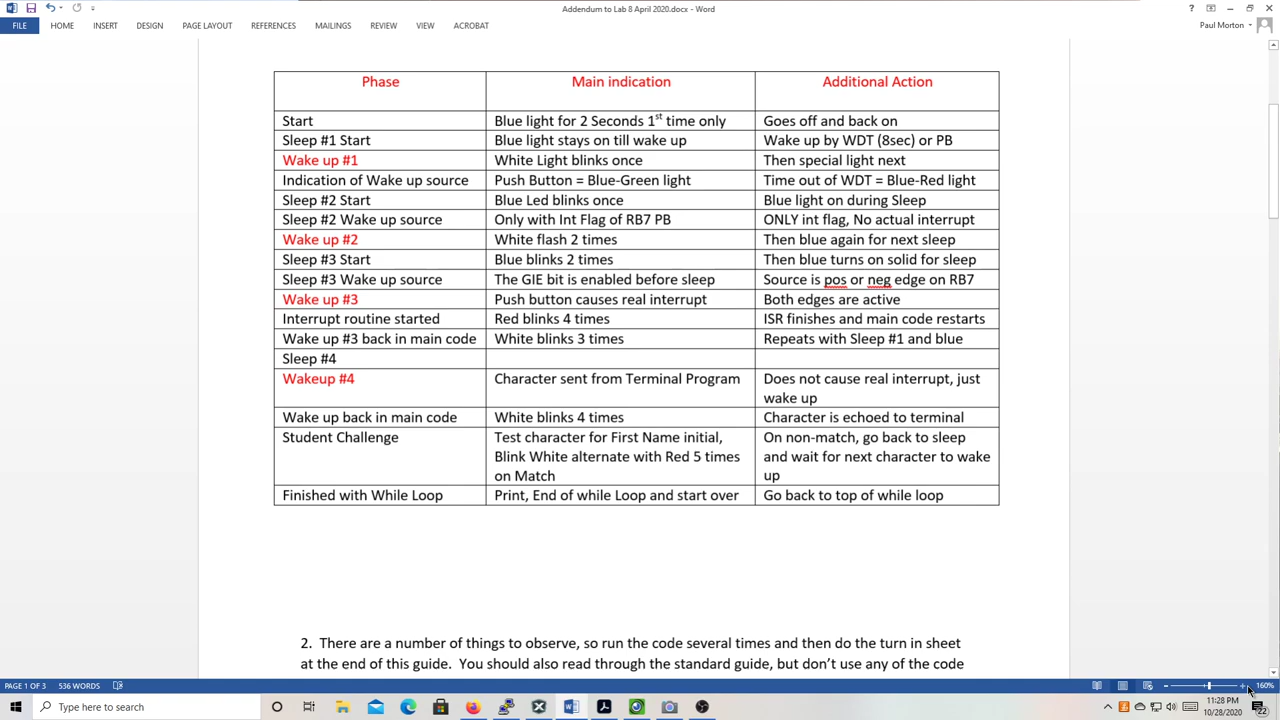 Addendum to Lab 8 April 2020.docx - Word
FILE HOME INSERT DESIGN PAGE LAYOUT REFERENCES MAILINGS REVIEW VIEW ACROBAT Paul Morton
Phase Main indication Additional Action
Start Blue light for 2 Seconds 1st time only Goes off and back on
Sleep #1 Start Blue light stays on till wake up Wake up by WDT (8sec) or PB
Wake up #1 White Light blinks once Then special light next
Indication of Wake up source Push Button = Blue-Green light Time out of WDT = Blue-Red light
Sleep #2 Start Blue Led blinks once Blue light on during Sleep
Sleep #2 Wake up source Only with Int Flag of RB7 PB ONLY int flag, No actual interrupt
Wake up #2 White flash 2 times Then blue again for next sleep
Sleep #3 Start Blue blinks 2 times Then blue turns on solid for sleep
Sleep #3 Wake up source The GIE bit is enabled before sleep Source is pos or neg edge on RB7
Wake up #3 Push button causes real interrupt Both edges are active
Interrupt routine started Red blinks 4 times ISR finishes and main code restarts
Wake up #3 back in main code White blinks 3 times Repeats with Sleep #1 and blue
Sleep #4
Wakeup #4 Character sent from Terminal Program Does not cause real interrupt, just
wake up
Wake up back in main code White blinks 4 times Character is echoed to terminal
Student Challenge Test character for First Name initial, On non-match, go back to sleep
Blink White alternate with Red 5 times and wait for next character to wake
on Match up
Finished with While Loop Print, End of while Loop and start over Go back to top of while loop
2. There are a number of things to observe, so run the code several times and then do the turn in sheet
at the end of this guide. You should also read through the standard guide, but don't use any of the code
PAGE 1 OF 3 536 WORDS 160%
Type here to search 11:28 PM
10/28/2020 22